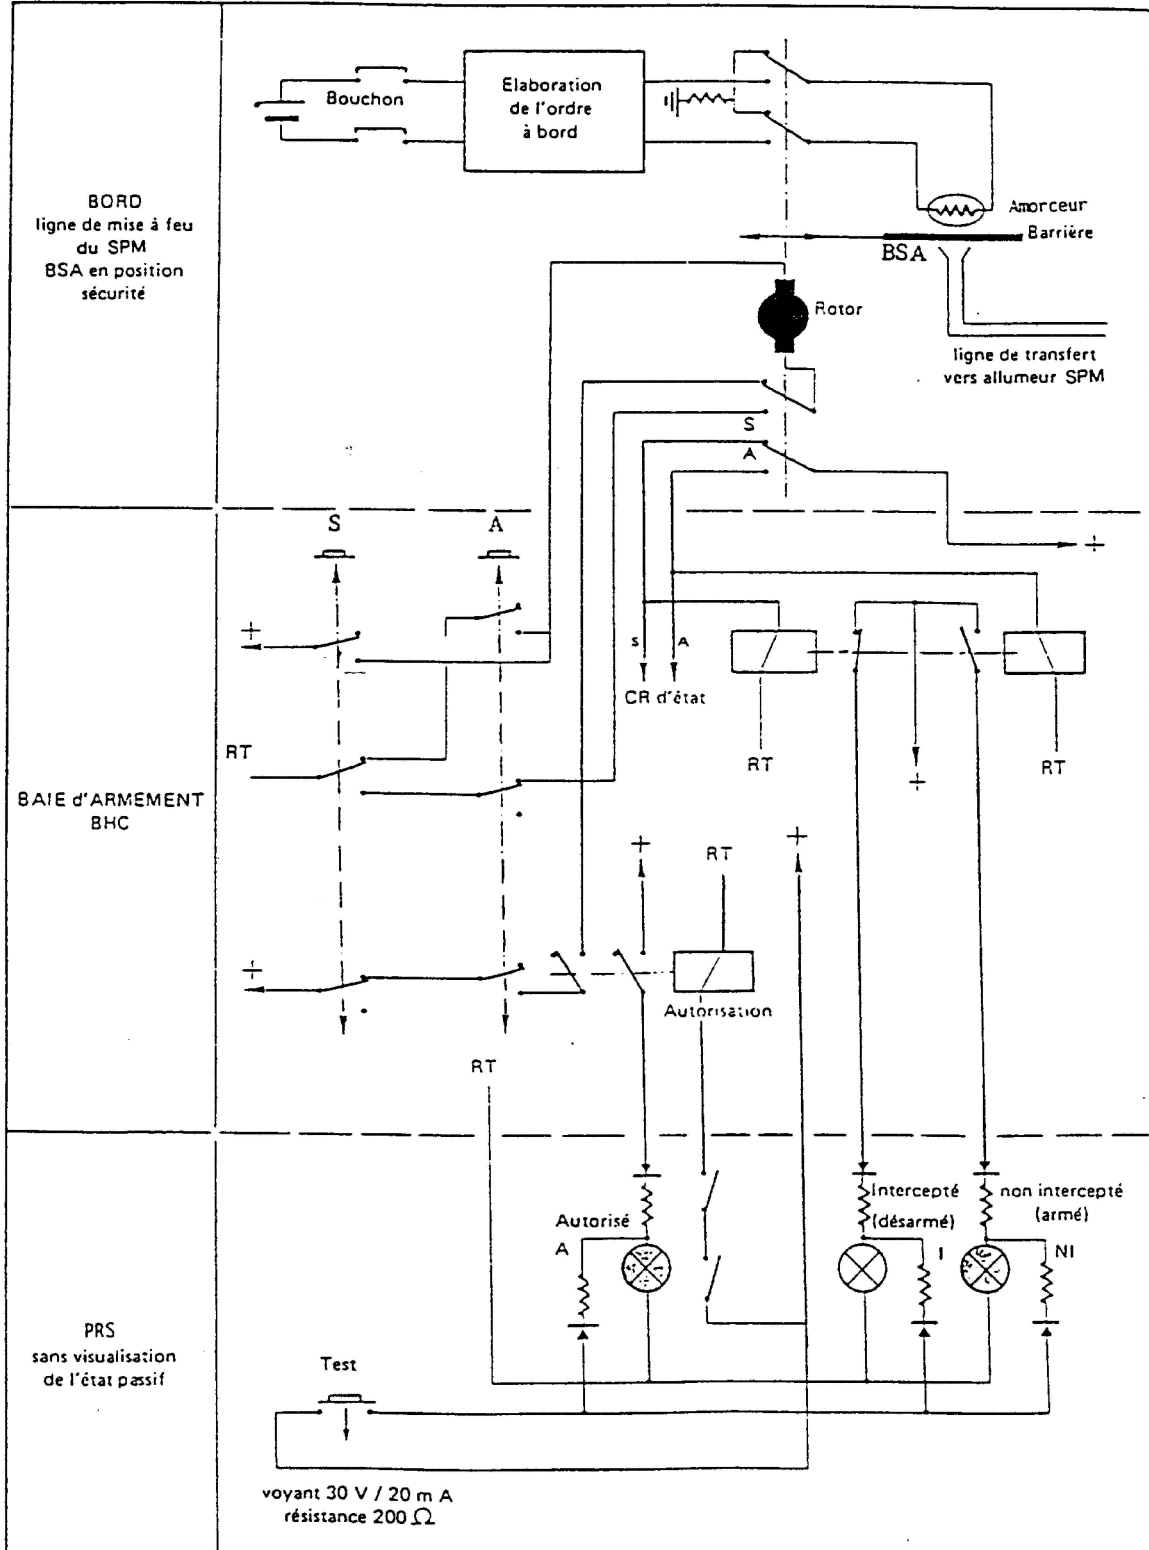 BORD
ligne de mise à feu
du SPM
BSA en position
sécurité
Bouchon
Elaboration
de l'ordre
à bord
Amorceur
Barrière
BSA
Rotor
ligne de transfert
vers allumeur SPM
S
A
BAIE d'ARMEMENT
BHC
S
A
+
+
s
A
CR d'état
RT
RT
+
RT
+
RT
+
Autorisation
+
RT
PRS
sans visualisation
de l'état passif
Autorisé
A
Intercepté
(désarmé)
I
non intercepté
(armé)
NI
Test
voyant 30 V / 20 m A
résistance 200 Ω